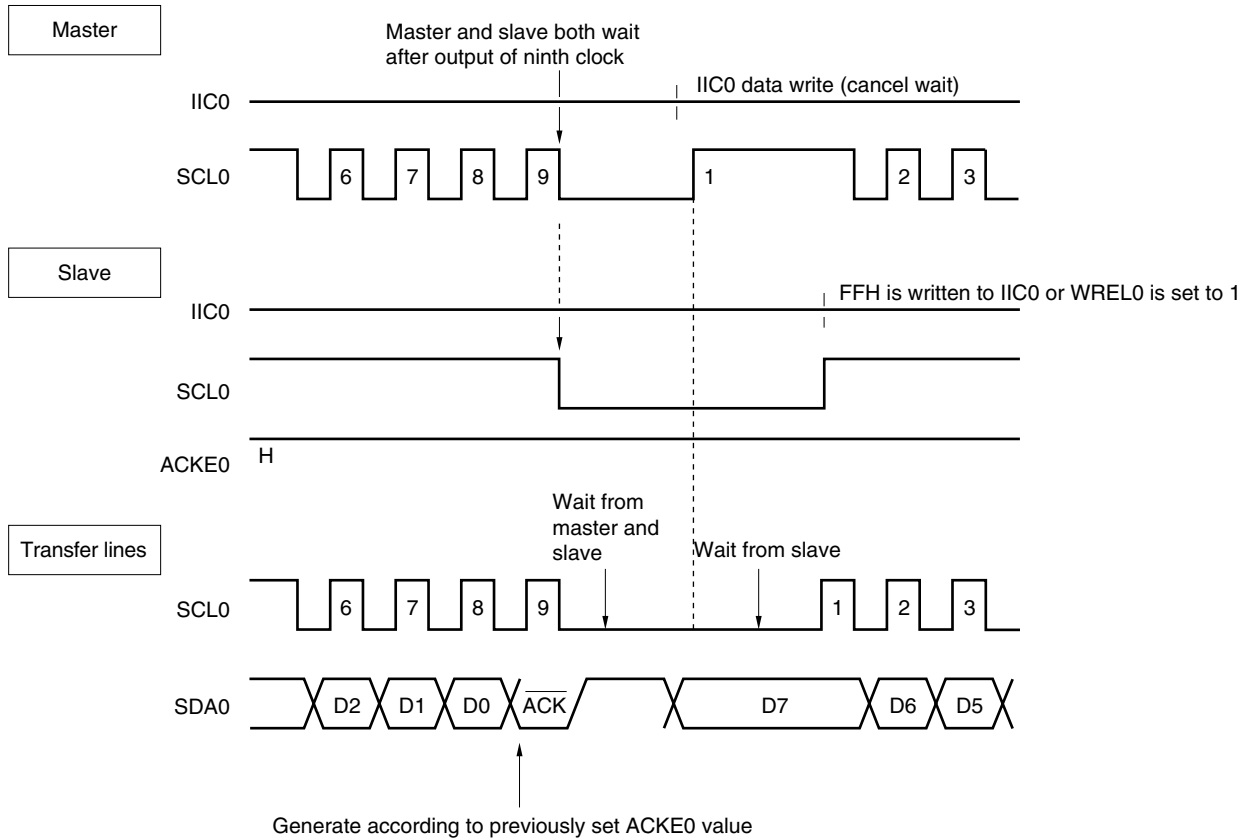 Master
Master and slave both wait
after output of ninth clock
IIC0 data write (cancel wait)
IIC0
SCL0
6 7 8 9 1 2 3
Slave
FFH is written to IIC0 or WREL0 is set to 1
IIC0
SCL0
H
ACKE0
Wait from
master and
slave
Wait from slave
Transfer lines
SCL0
6 7 8 9 1 2 3
SDA0
D2 D1 D0 ACK D7 D6 D5
Generate according to previously set ACKE0 value